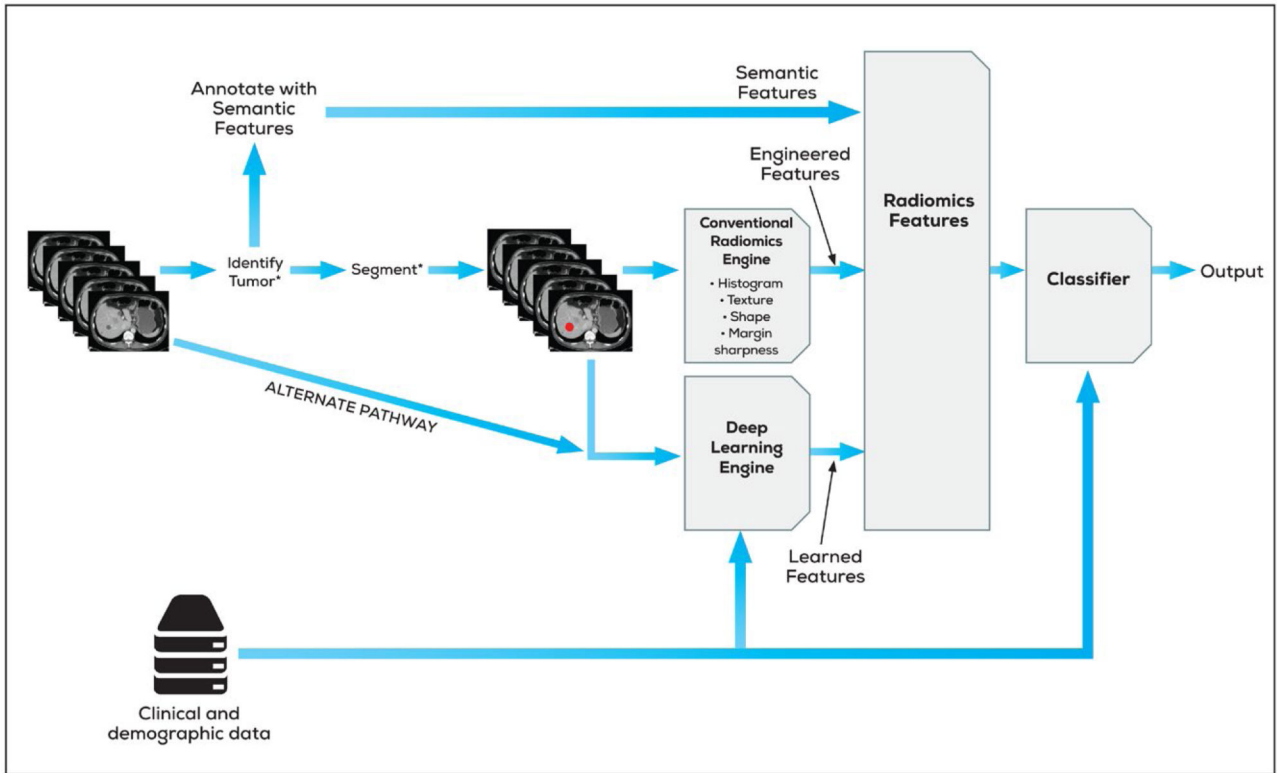 Annotate with
Semantic
Features
Semantic
Features
Engineered
Features
Identify
Tumor*
Segment*
Conventional
Radiomics
Engine
• Histogram
• Texture
• Shape
• Margin
sharpness
Radiomics
Features
Classifier
Output
ALTERNATE PATHWAY
Deep
Learning
Engine
Learned
Features
Clinical and
demographic data